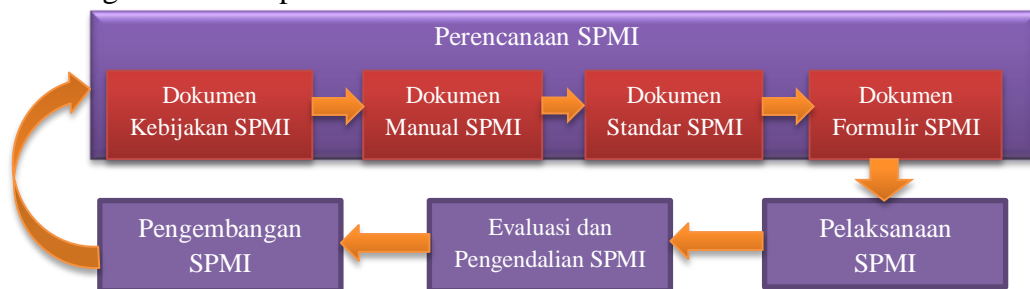 Perencanaan SPMI
Dokumen
Kebijakan SPMI
Dokumen
Manual SPMI
Dokumen
Standar SPMI
Dokumen
Formulir SPMI
Pelaksanaan
SPMI
Evaluasi dan
Pengendalian SPMI
Pengembangan
SPMI